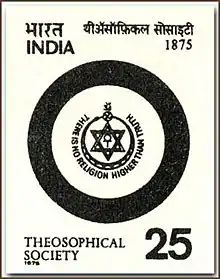 भारत थीऑसॉफ़िकल सोसाइटी
INDIA 1875
THERE IS NO RELIGION HIGHER THAN TRUTH
THEOSOPHICAL
SOCIETY 25
1975